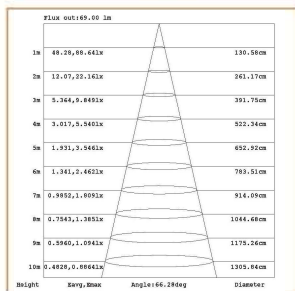 Flux out:69.00 lm
1m 48.28,88.64lx 130.58cm
2m 12.07,22.16lx 261.17cm
3m 5.364,9.849lx 391.75cm
4m 3.017,5.540lx 522.34cm
5m 1.931,3.546lx 652.92cm
6m 1.341,2.462lx 783.51cm
7m 0.9852,1.809lx 914.09cm
8m 0.7543,1.385lx 1044.68cm
9m 0.5960,1.094lx 1175.26cm
10m 0.4828,0.8864lx 1305.84cm
Height Eavg,Emax Angle:66.28deg Diameter